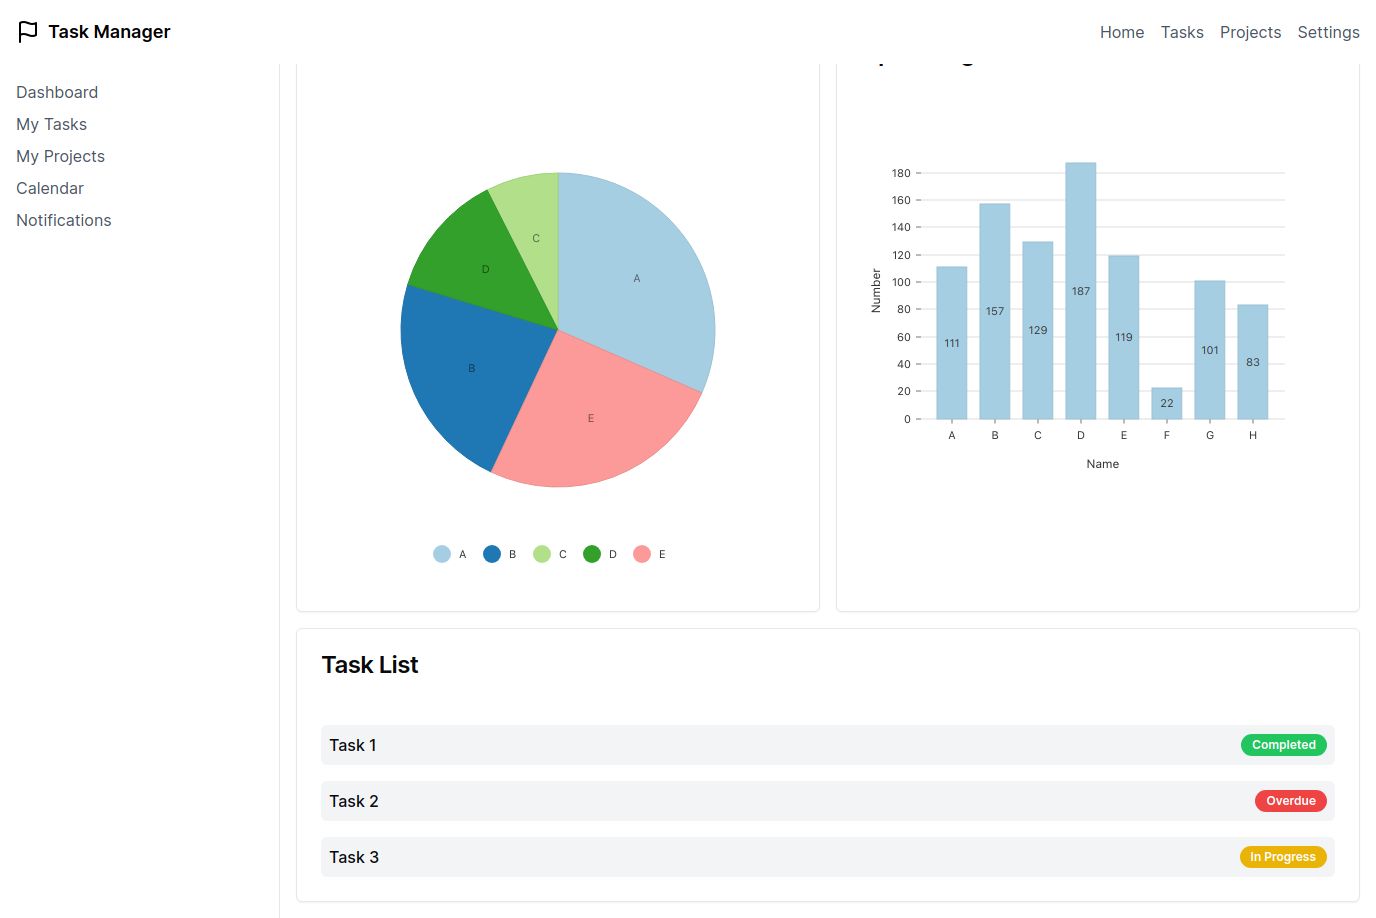 Task Manager
Home Tasks Projects Settings
Dashboard
My Tasks
My Projects
Calendar
Notifications
C
A
D
B
E
A B C D E
180
160
140
120
100
80
60
40
20
0
Number
111
157
129
187
119
22
101
83
A B C D E F G H
Name
Task List
Task 1 Completed
Task 2 Overdue
Task 3 In Progress